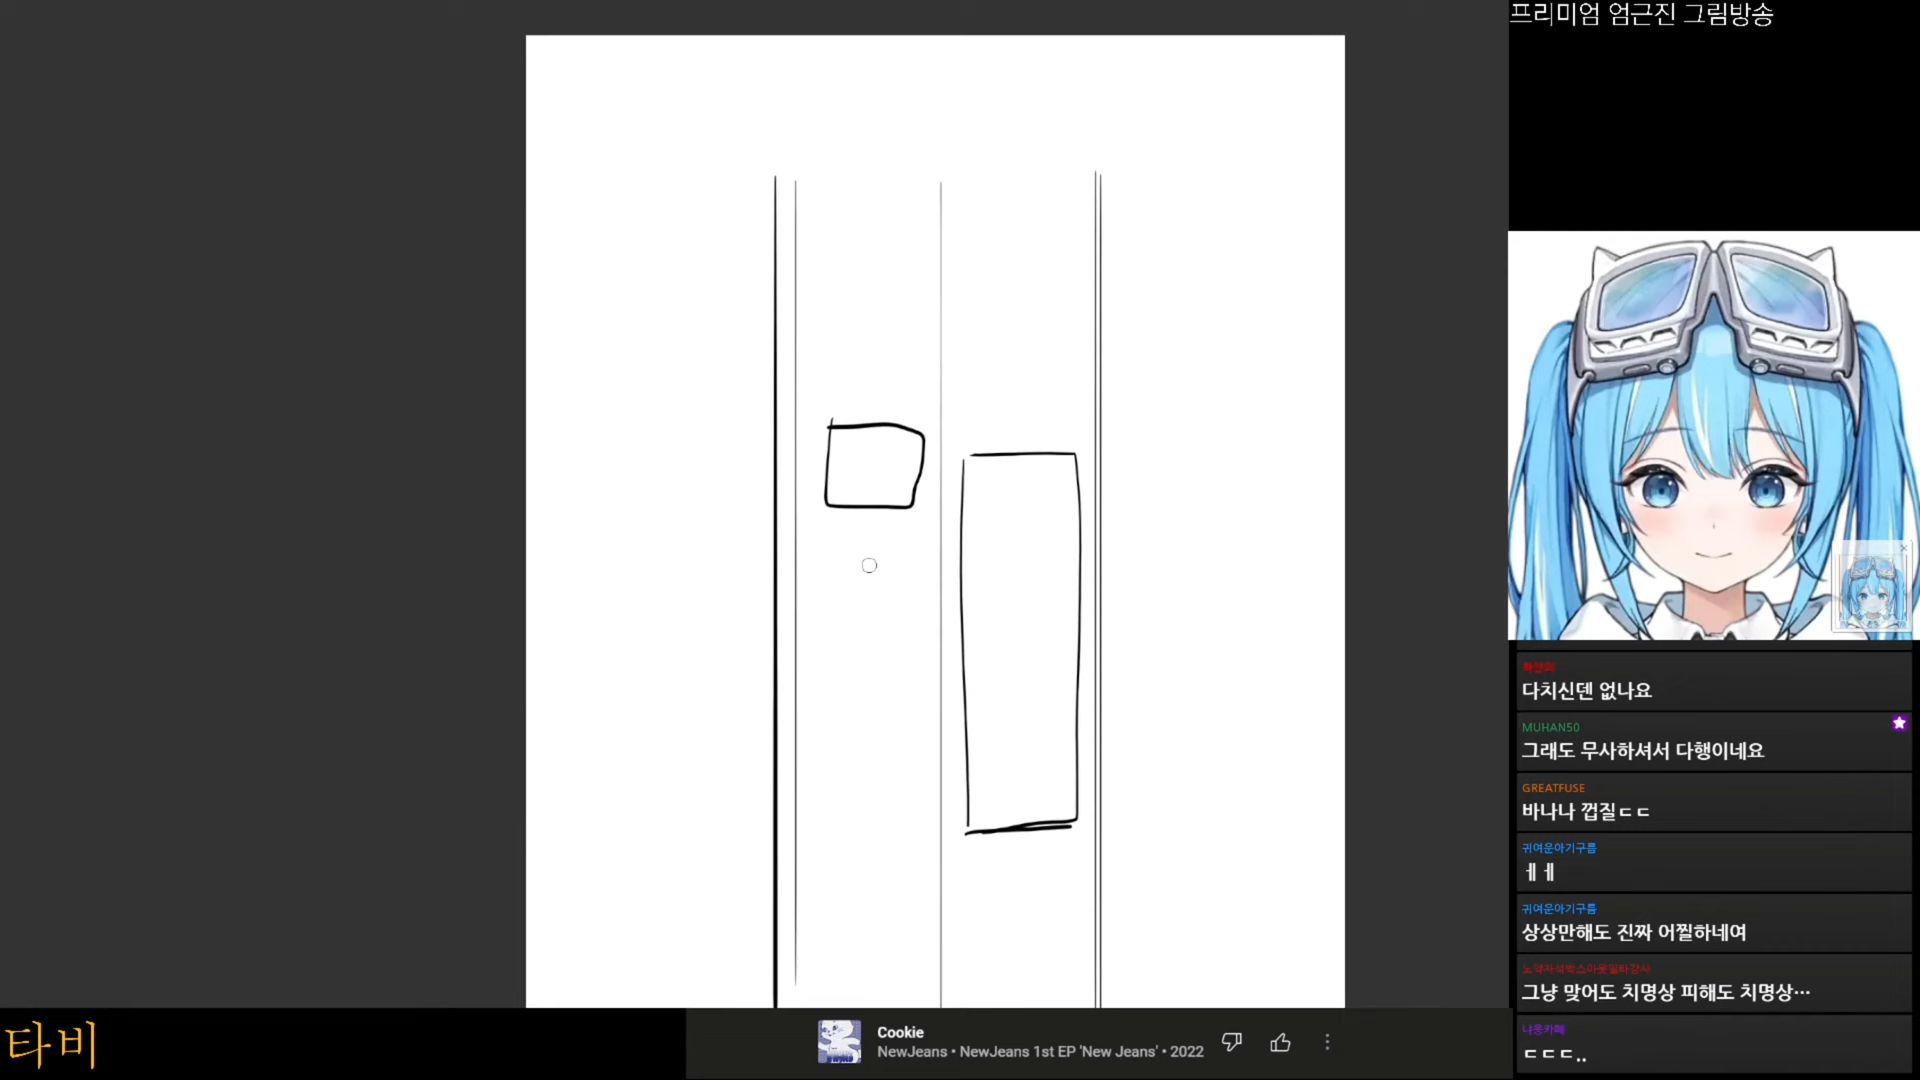 프리미엄 엄근진 그림방송
다치신덴 없나요
MUHAN50
그래도 무사하셔서 다행이네요
GREATFUSE
바나나 껍질ㄷㄷ
귀여운아기구름
ㅔㅔ
귀여운아기구름
상상만해도 진짜 어찔하네여
그냥 맞어도 치명상 피해도 치명상…
냐옹카페
ㄷㄷㄷ..
타비
Cookie
NewJeans • NewJeans 1st EP 'New Jeans' • 2022